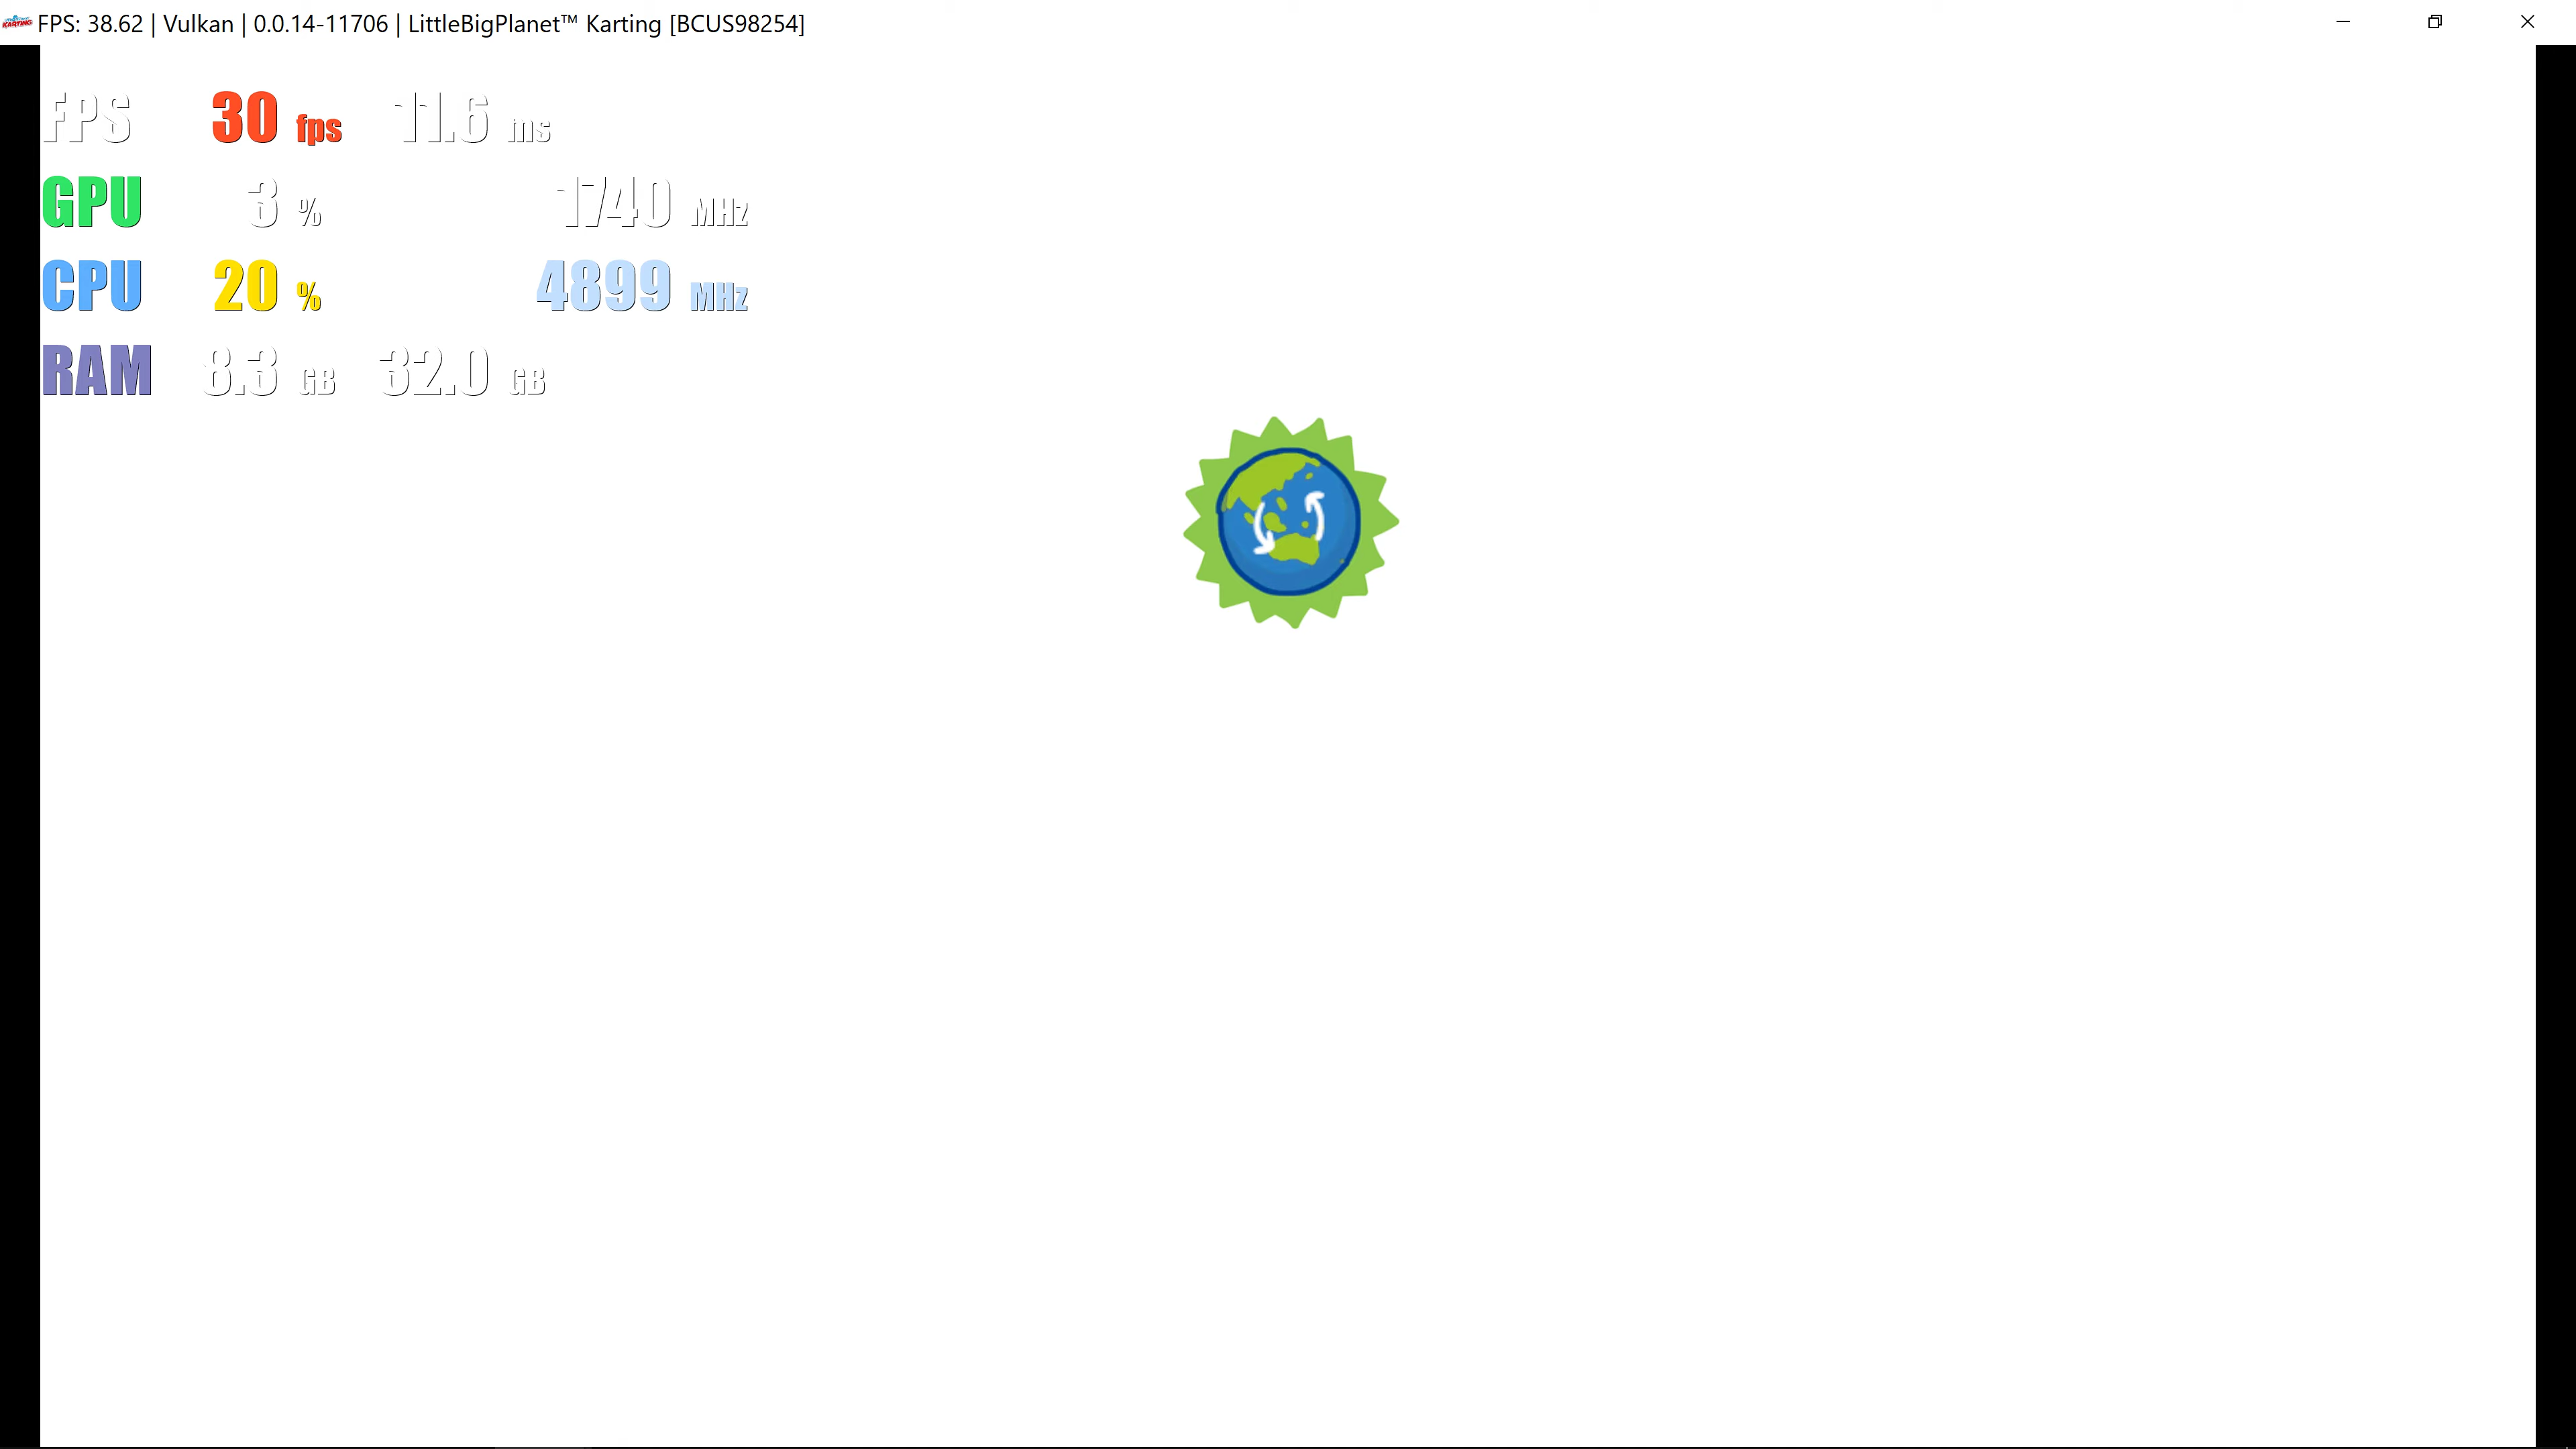 FPS: 38.62 | Vulkan | 0.0.14-11706 | LittleBigPlanet™ Karting [BCUS98254]
FPS 30 fps 11.6 ms
GPU 3 % 1740 MHz
CPU 20 % 4899 MHz
RAM 8.3 GB 32.0 GB